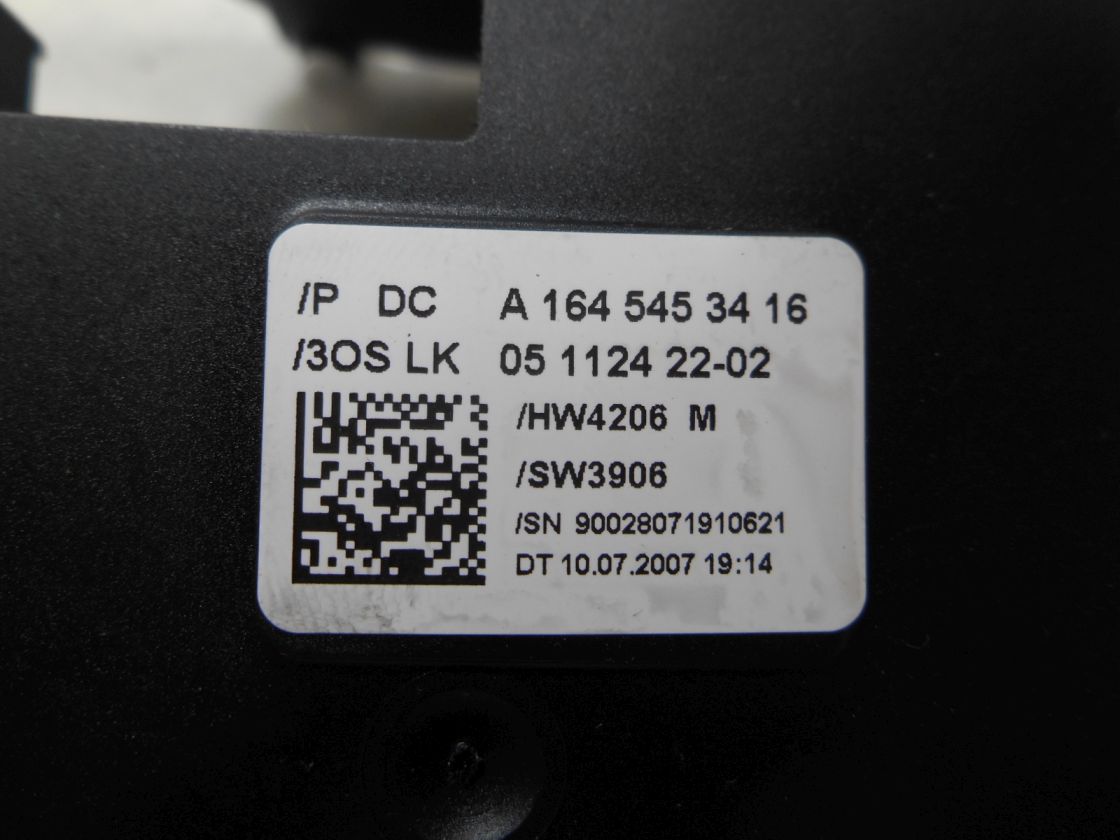 /P DC A 164 545 34 16
/3OS LK 05 1124 22-02
/HW4206 M
/SW3906
/SN 90028071910621
DT 10.07.2007 19:14